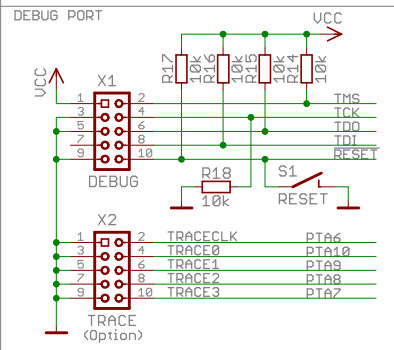 DEBUG PORT
VCC
VCC
R17 10k R16 10k R15 10k R14 10k
X1
1 2 TMS
3 4 TCK
5 6 TDO
7 8 TDI
9 10 RESET
DEBUG
R18
10k
S1
RESET
X2
1 2 TRACECLK PTA6
3 4 TRACE0 PTA10
5 6 TRACE1 PTA9
7 8 TRACE2 PTA8
9 10 TRACE3 PTA7
TRACE
(Option)